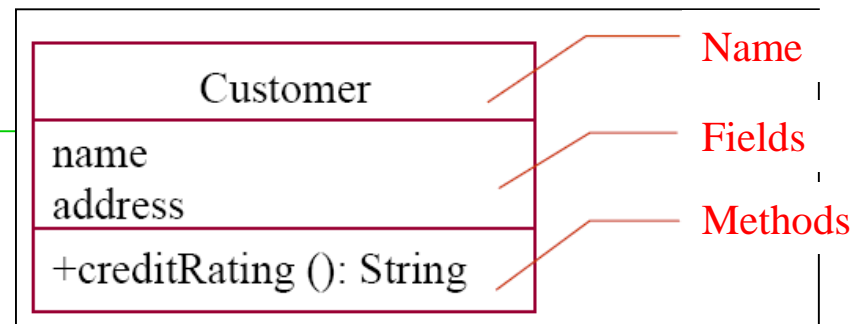 Name
Customer
Fields
name
address
Methods
+creditRating (): String